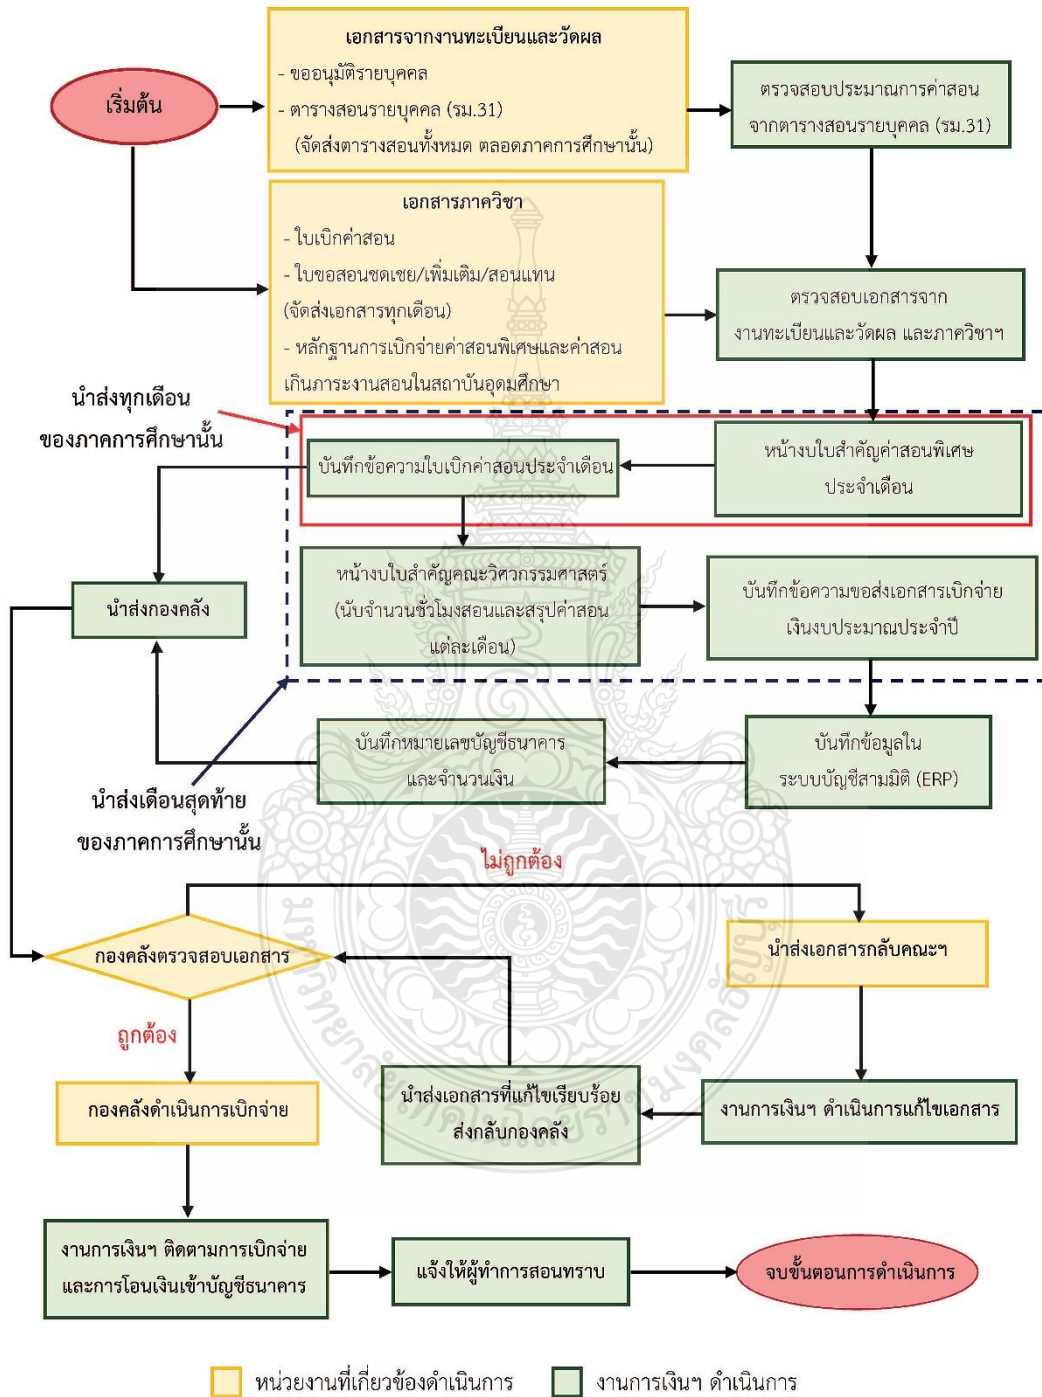 เอกสารจากงานทะเบียนและวัดผล
- ขออนุมัติรายบุคคล
- ตารางสอนรายบุคคล (รม.31)
(จัดส่งตารางสอนทั้งหมด ตลอดภาคการศึกษานั้น)
เริ่มต้น
ตรวจสอบประมาณการค่าสอน
จากตารางสอนรายบุคคล (รม.31)
เอกสารภาควิชา
- ใบเบิกค่าสอน
- ใบขอสอนชดเชย/เพิ่มเติม/สอนแทน
(จัดส่งเอกสารทุกเดือน)
- หลักฐานการเบิกจ่ายค่าสอนพิเศษและค่าสอน
เกินภาระงานสอนในสถาบันอุดมศึกษา
ตรวจสอบเอกสารจาก
งานทะเบียนและวัดผล และภาควิชาฯ
นำส่งทุกเดือน
ของภาคการศึกษานั้น
บันทึกข้อความใบเบิกค่าสอนประจำเดือน
หน้างบใบสำคัญค่าสอนพิเศษ
ประจำเดือน
นำส่งกองคลัง
หน้างบใบสำคัญคณะวิศวกรรมศาสตร์
(นับจำนวนชั่วโมงสอนและสรุปค่าสอน
แต่ละเดือน)
บันทึกข้อความขอส่งเอกสารเบิกจ่าย
เงินงบประมาณประจำปี
บันทึกหมายเลขบัญชีธนาคาร
และจำนวนเงิน
บันทึกข้อมูลใน
ระบบบัญชีสามมิติ (ERP)
นำส่งเดือนสุดท้าย
ของภาคการศึกษานั้น
ไม่ถูกต้อง
กองคลังตรวจสอบเอกสาร
นำส่งเอกสารกลับคณะฯ
ถูกต้อง
กองคลังดำเนินการเบิกจ่าย
นำส่งเอกสารที่แก้ไขเรียบร้อย
ส่งกลับกองคลัง
งานการเงินฯ ดำเนินการแก้ไขเอกสาร
งานการเงินฯ ติดตามการเบิกจ่าย
และการโอนเงินเข้าบัญชีธนาคาร
แจ้งให้ผู้ทำการสอนทราบ
จบขั้นตอนการดำเนินการ
หน่วยงานที่เกี่ยวข้องดำเนินการ
งานการเงินฯ ดำเนินการ
มหาวิทยาลัยเทคโนโลยีราชมงคลธัญบุรี